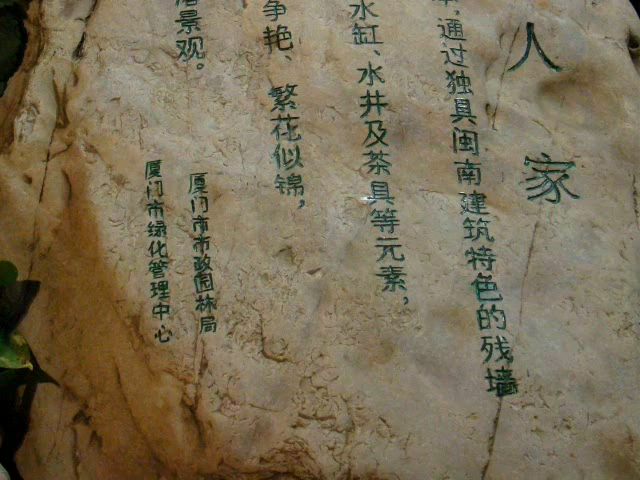 人家
，通过独具闽南建筑特色的残墙
水缸、水井及茶具等元素，
争艳、繁花似锦，
居景观。
厦门市市政园林局
厦门市绿化管理中心